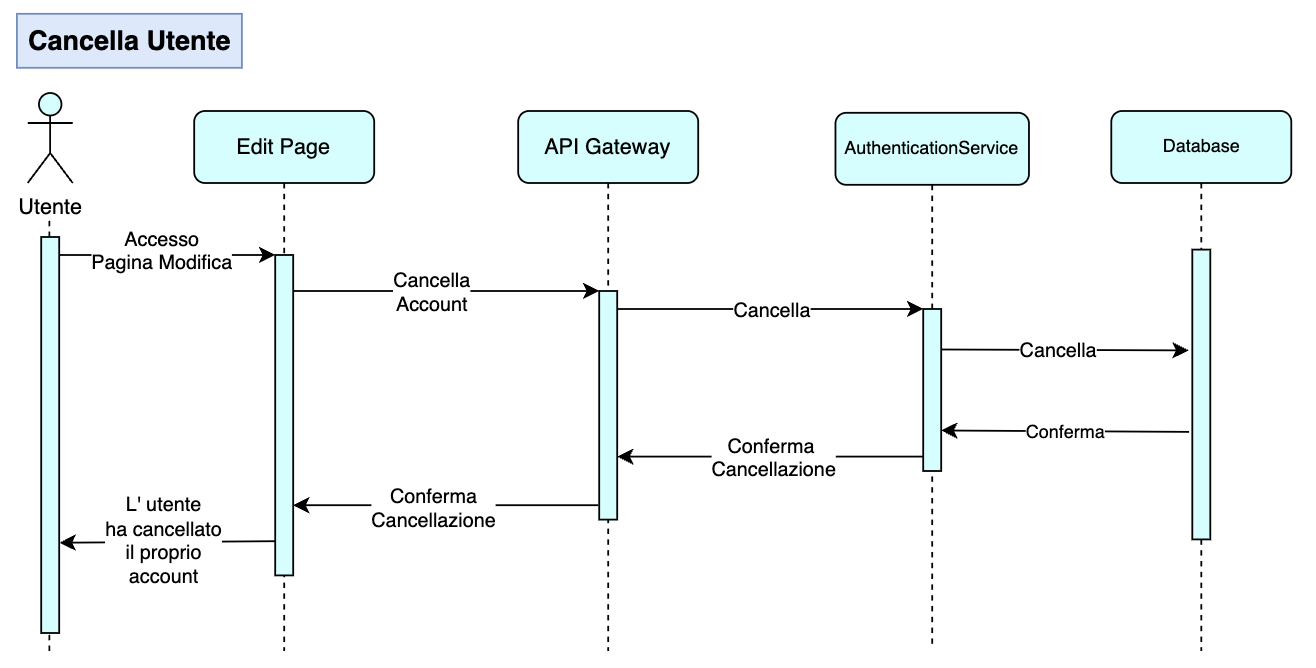 Cancella Utente
Utente
Edit Page
API Gateway
AuthenticationService
Database
Accesso
Pagina Modifica
Cancella
Account
Cancella
Cancella
Conferma
Conferma
Cancellazione
Conferma
Cancellazione
L' utente
ha cancellato
il proprio
account